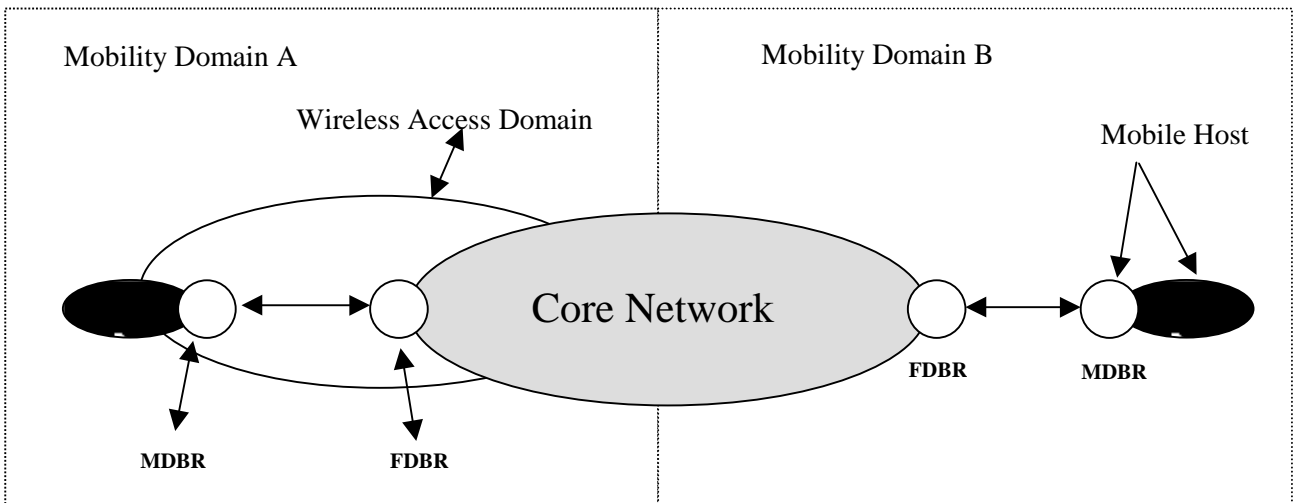 Mobility Domain A
Mobility Domain B
Wireless Access Domain
Mobile Host
Core Network
FDBR
MDBR
MDBR
FDBR